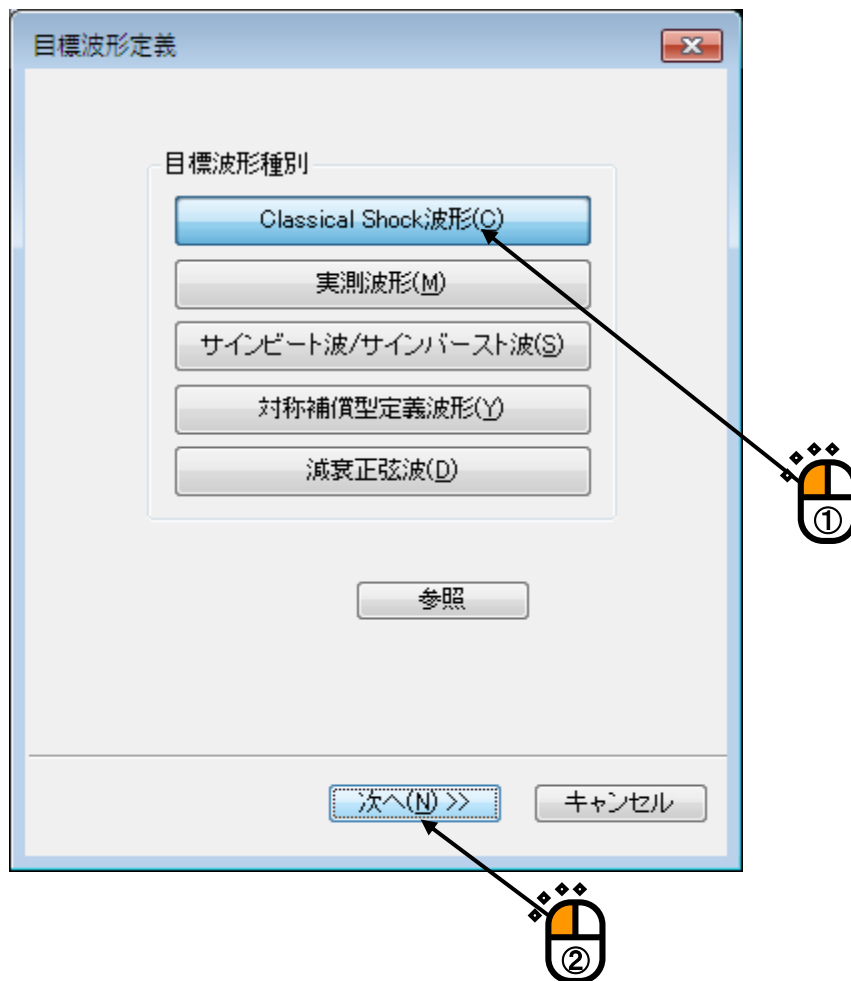 目標波形定義
目標波形種別
Classical Shock波形(C)
実測波形(M)
サインビート波/サインバースト波(S)
対称補償型定義波形(Y)
減衰正弦波(D)
①
参照
次へ(N) >>
キャンセル
②